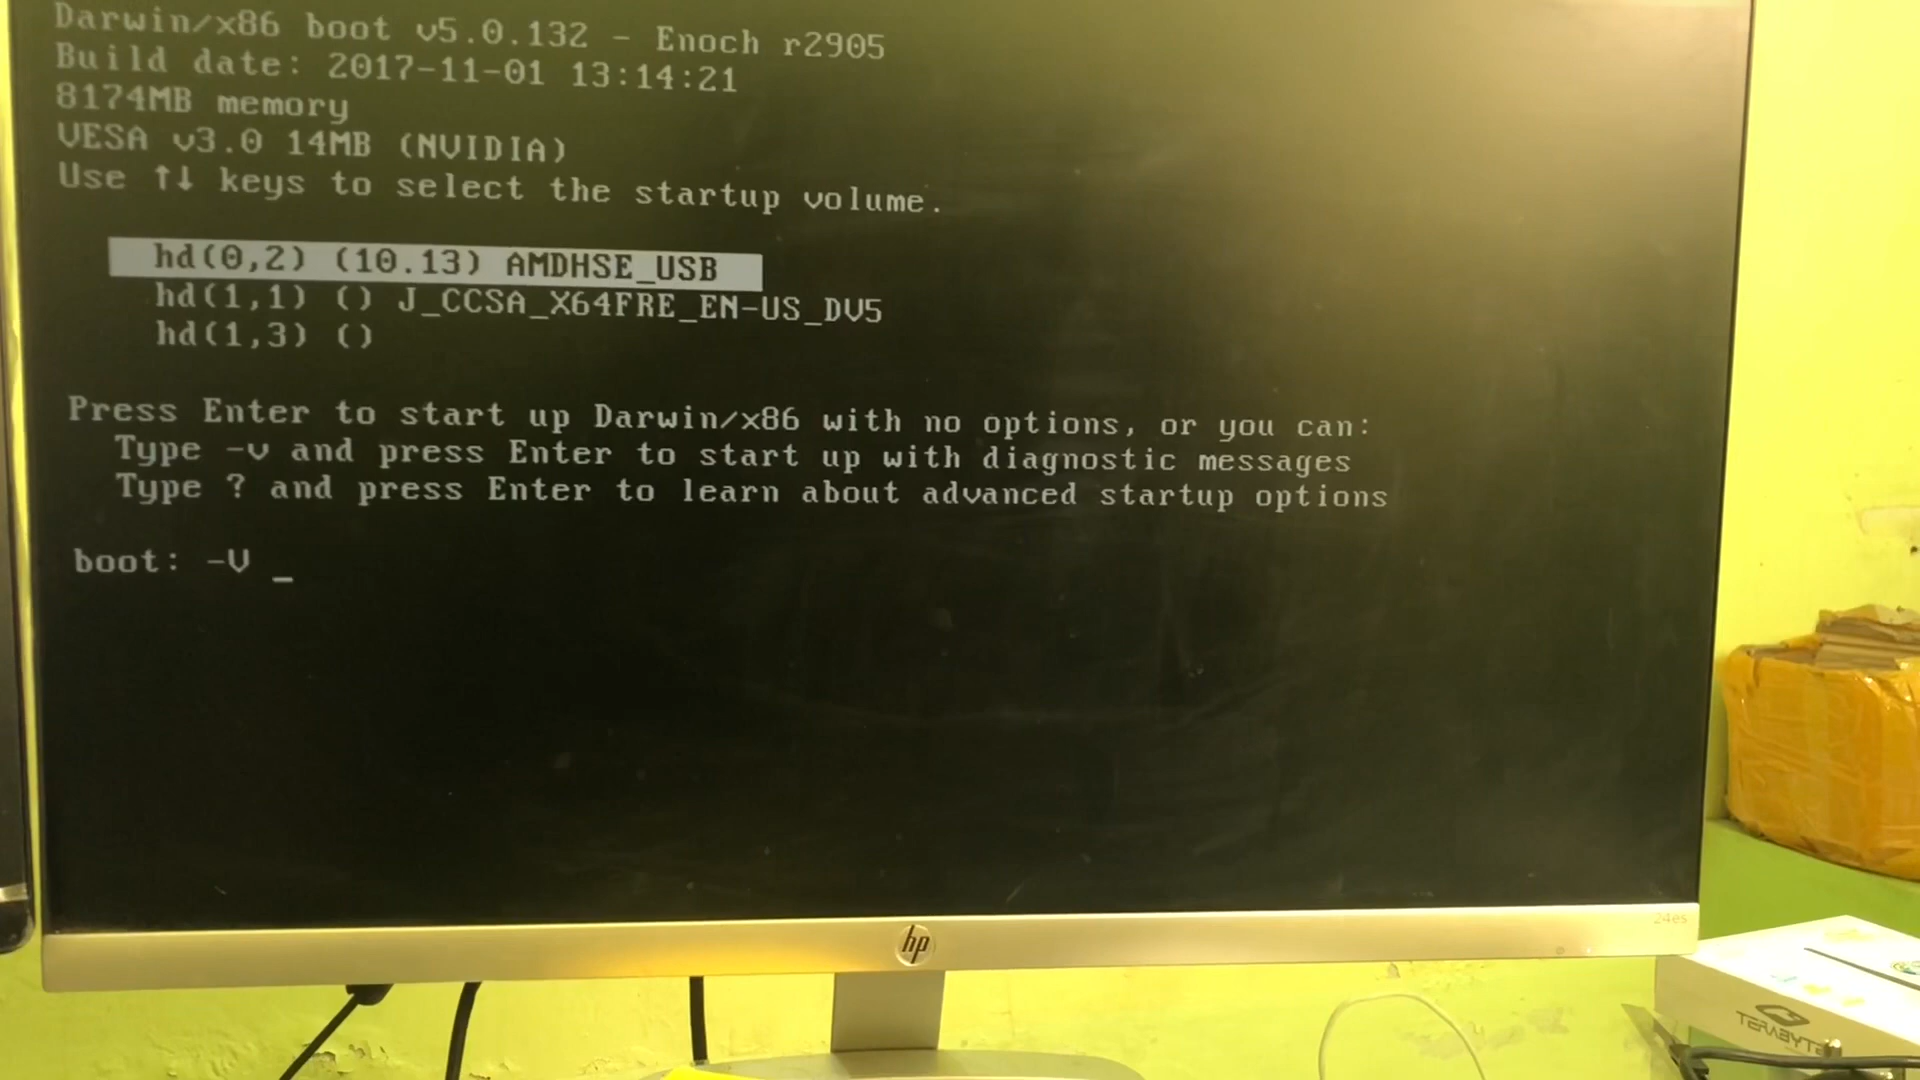 Darwin/x86 boot v5.0.132 - Enoch r2905
Build date: 2017-11-01 13:14:21
8174MB memory
VESA v3.0 14MB (NVIDIA)
Use ↑↓ keys to select the startup volume.
hd(0,2) (10.13) AMDHSE_USB
hd(1,1) () J_CCSA_X64FRE_EN-US_DV5
hd(1,3) ()
Press Enter to start up Darwin/x86 with no options, or you can:
Type -v and press Enter to start up with diagnostic messages
Type ? and press Enter to learn about advanced startup options
boot: -V _
24es
hp
TERABYTE